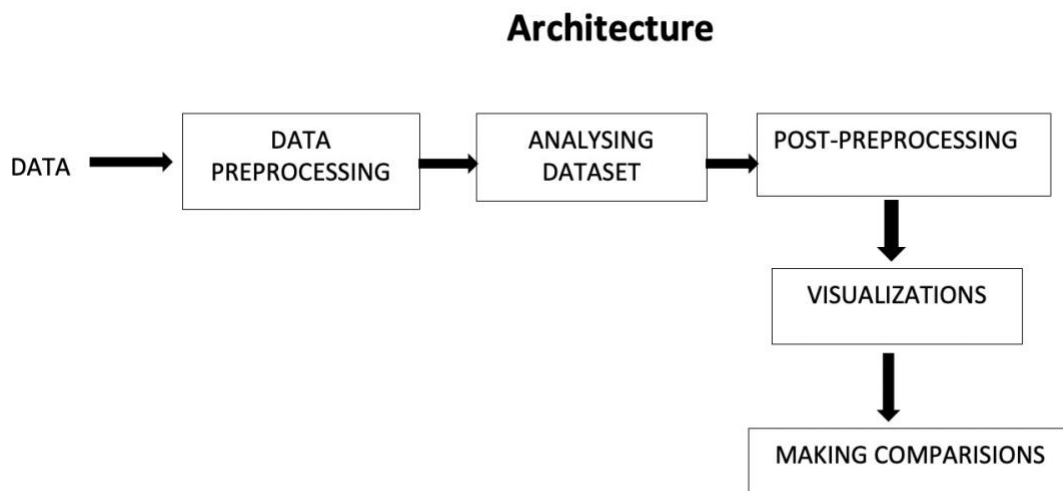 Architecture
DATA
DATA
PREPROCESSING
ANALYSING
DATASET
POST-PREPROCESSING
VISUALIZATIONS
MAKING COMPARISIONS